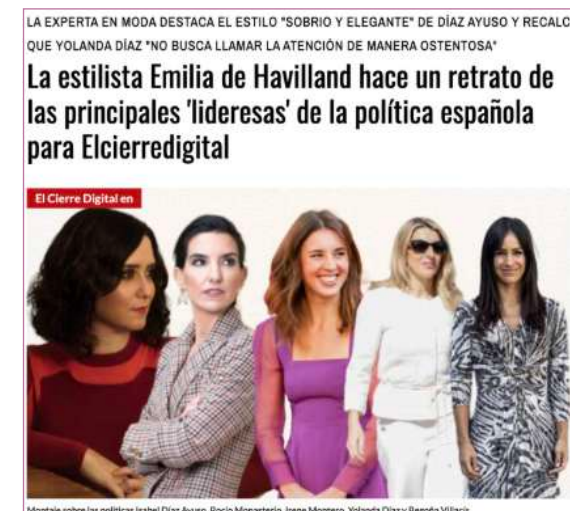 LA EXPERTA EN MODA DESTACA EL ESTILO "SOBRIO Y ELEGANTE" DE DÍAZ AYUSO Y RECALC
QUE YOLANDA DÍAZ "NO BUSCA LLAMAR LA ATENCIÓN DE MANERA OSTENTOSA"
La estilista Emilia de Havilland hace un retrato de
las principales 'lideresas' de la política española
para Elcierredigital
El Cierre Digital en
Montaje sobre las políticas Isabel Díaz Ayuso, Rocío Monasterio, Irene Montero, Yolanda Díaz y Begoña Villacís